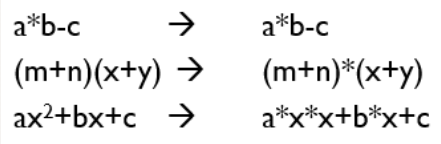 a*b-c → a*b-c
(m+n)(x+y) → (m+n)*(x+y)
ax²+bx+c → a*x*x+b*x+c